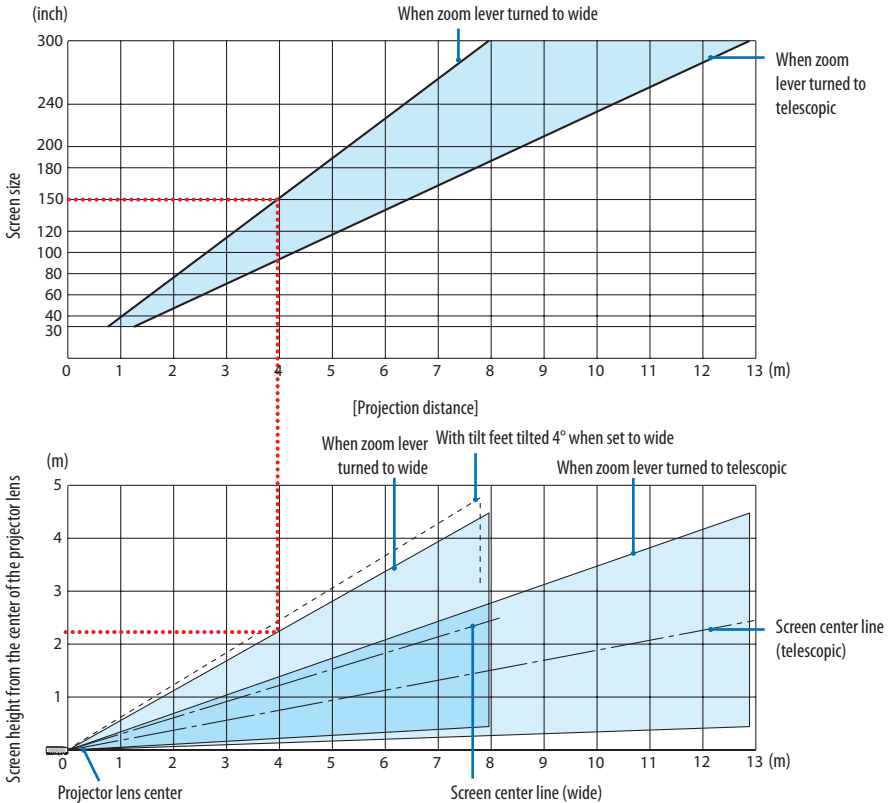 (inch)
When zoom lever turned to wide
300
240
200
180
150
120
100
80
60
40
30
Screen size
When zoom
lever turned to
telescopic
0 1 2 3 4 5 6 7 8 9 10 11 12 13 (m)
[Projection distance]
When zoom lever
turned to wide
With tilt feet tilted 4° when set to wide
When zoom lever turned to telescopic
(m)
5
4
3
2
1
Screen height from the center of the projector lens
Screen center line
(telescopic)
0 1 2 3 4 5 6 7 8 9 10 11 12 13 (m)
Projector lens center
Screen center line (wide)